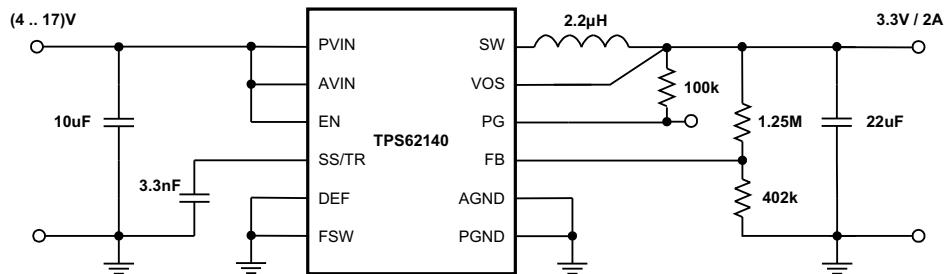 (4 .. 17)V
2.2µH
3.3V / 2A
PVIN
SW
AVIN
VOS
100k
10uF
EN
PG
TPS62140
1.25M
22uF
3.3nF
SS/TR
FB
DEF
AGND
402k
FSW
PGND